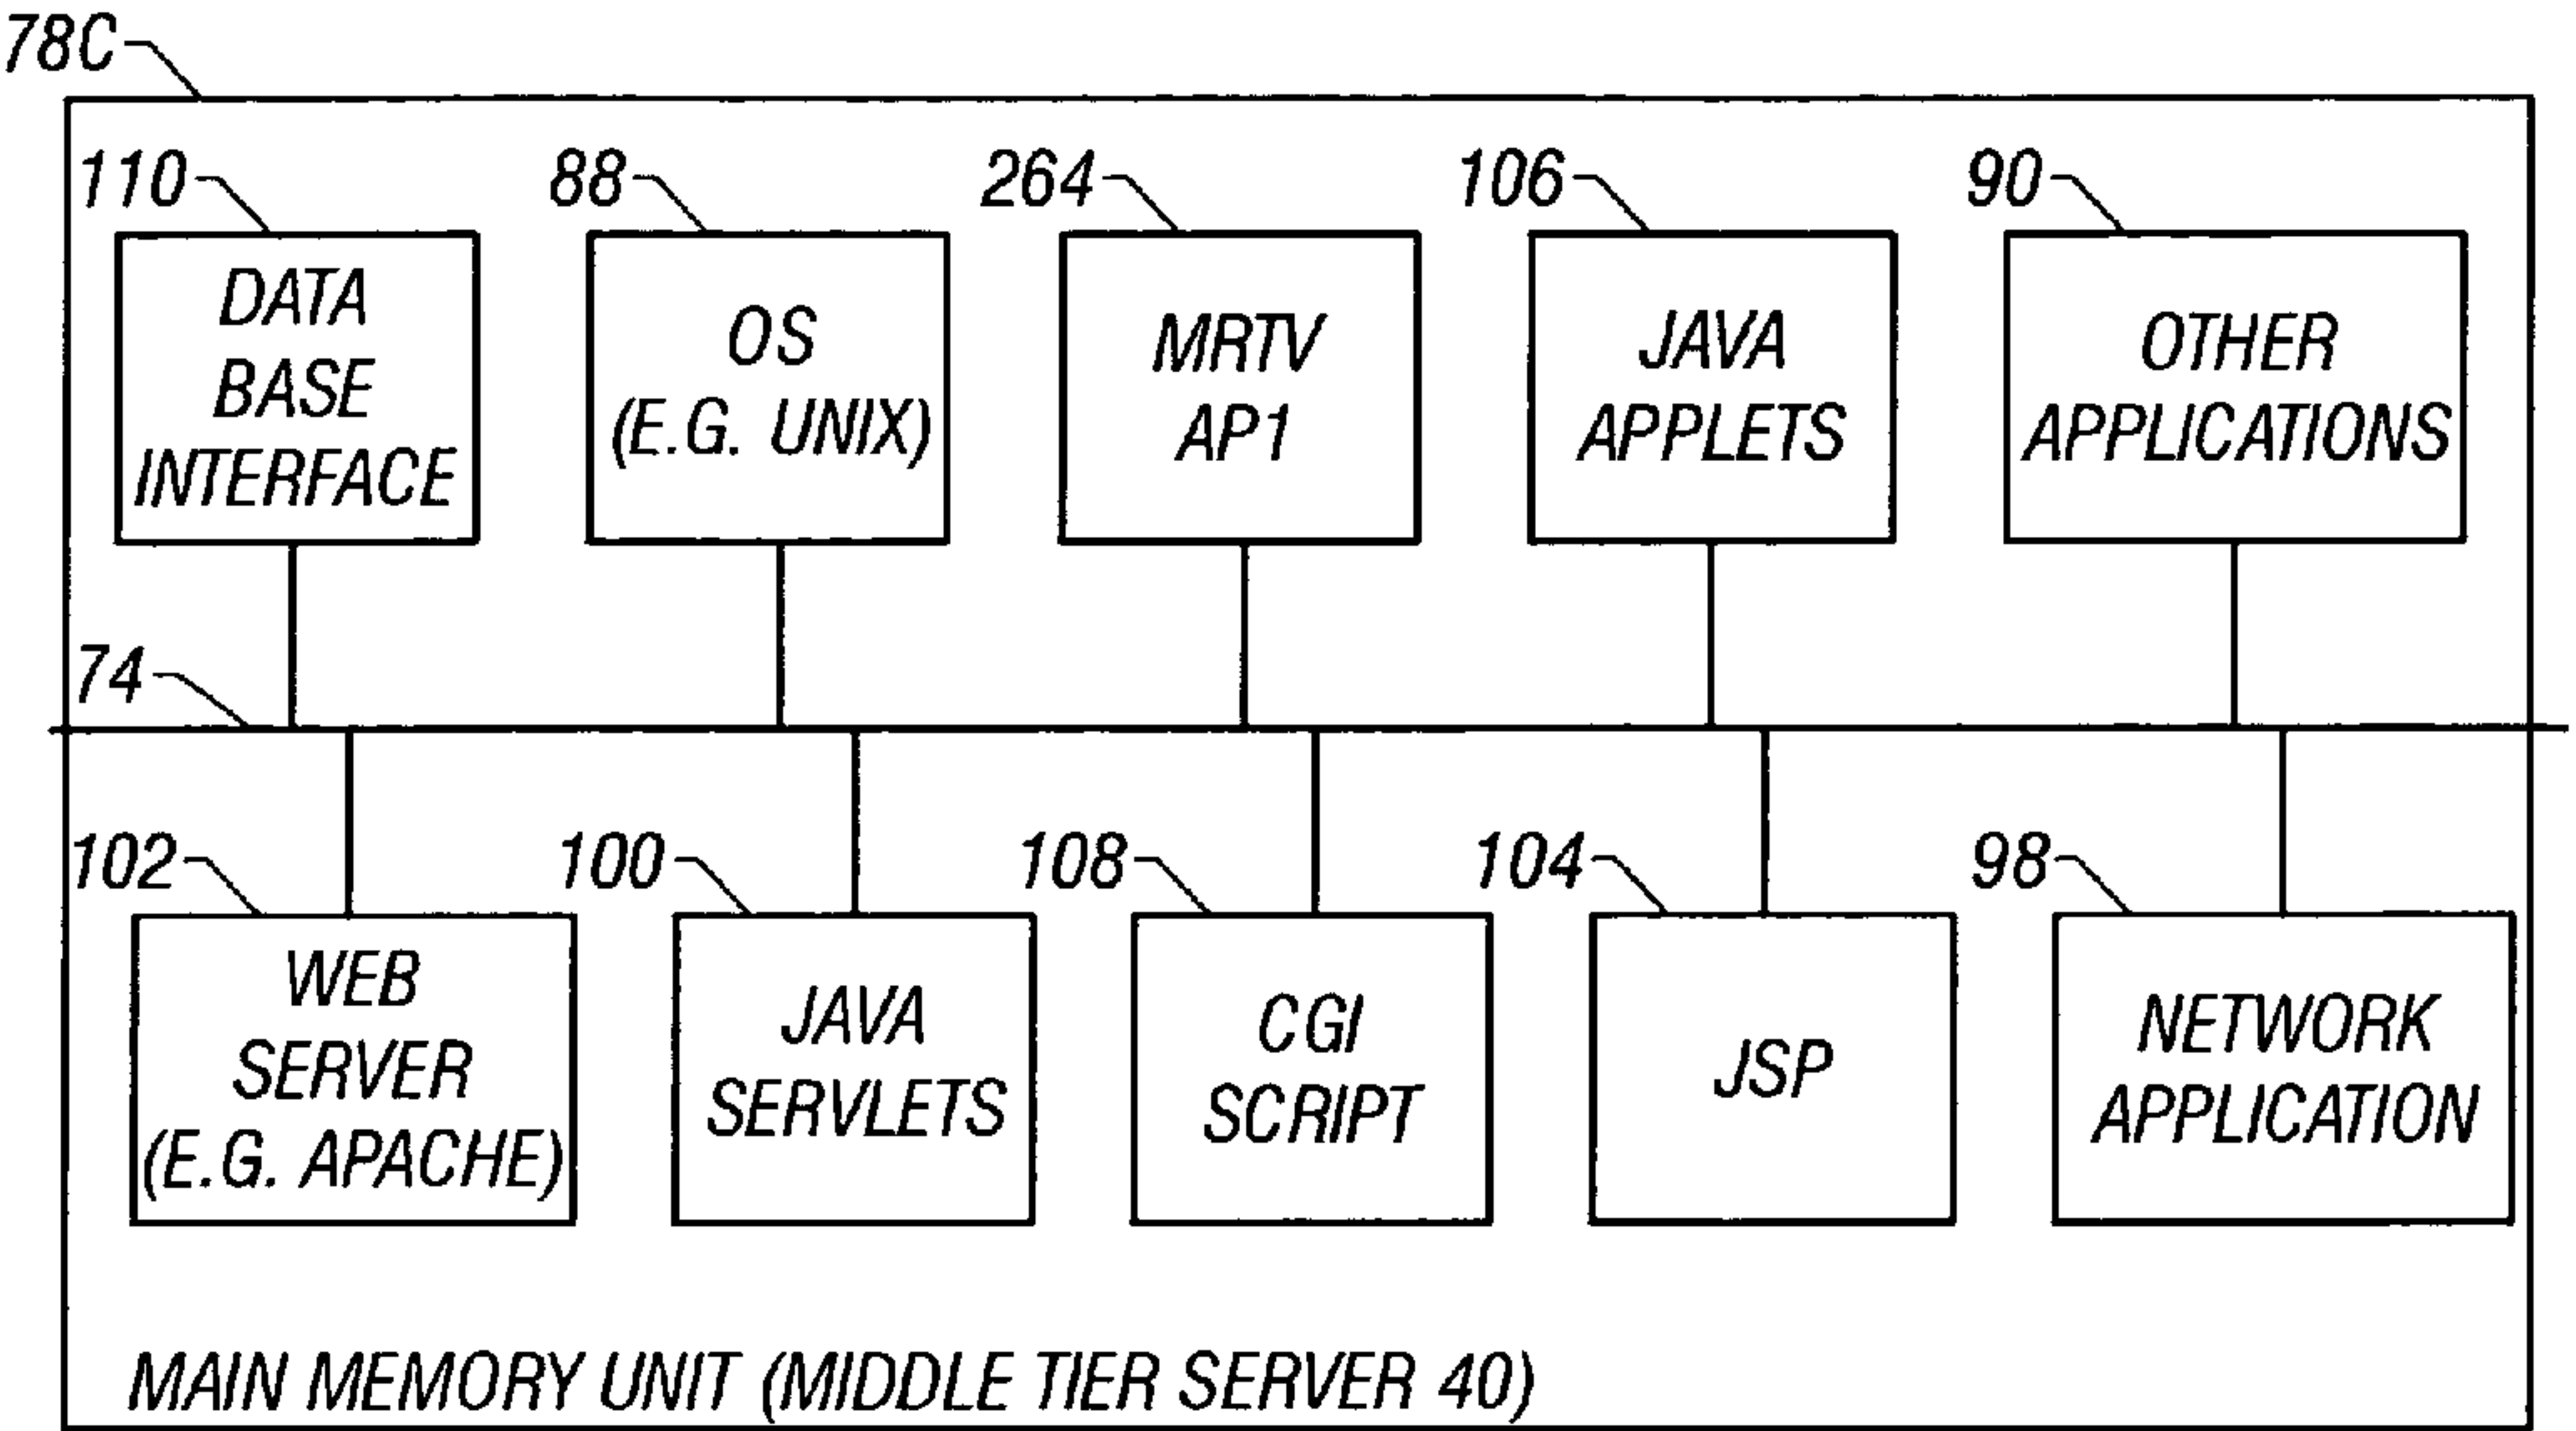 78C
110
88
264
106
90
DATA
BASE
INTERFACE
OS
(E.G. UNIX)
MRTV
AP1
JAVA
APPLETS
OTHER
APPLICATIONS
74
102
100
108
104
98
WEB
SERVER
(E.G. APACHE)
JAVA
SERVLETS
CGI
SCRIPT
JSP
NETWORK
APPLICATION
MAIN MEMORY UNIT (MIDDLE TIER SERVER 40)